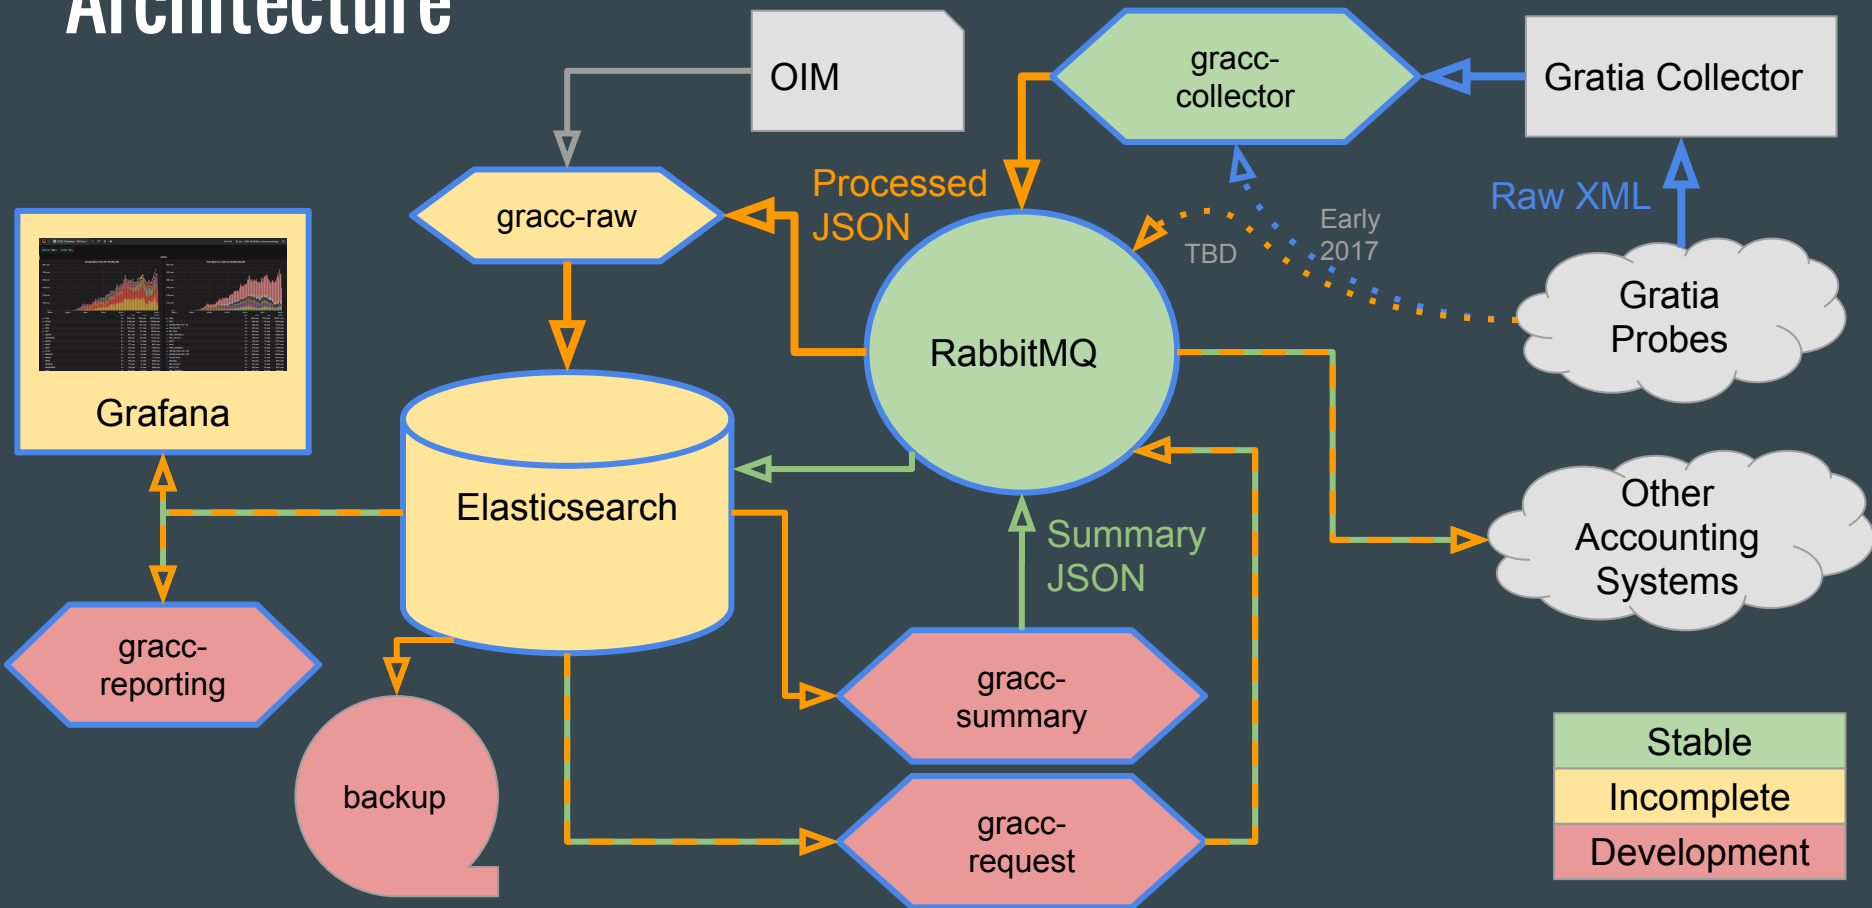 Architecture
OIM
gracc-
collector
Gratia Collector
Processed
JSON
Raw XML
gracc-raw
Early
2017
TBD
Gratia
Probes
RabbitMQ
Grafana
Elasticsearch
Other
Accounting
Systems
Summary
JSON
gracc-
reporting
gracc-
summary
backup
gracc-
request
Stable
Incomplete
Development